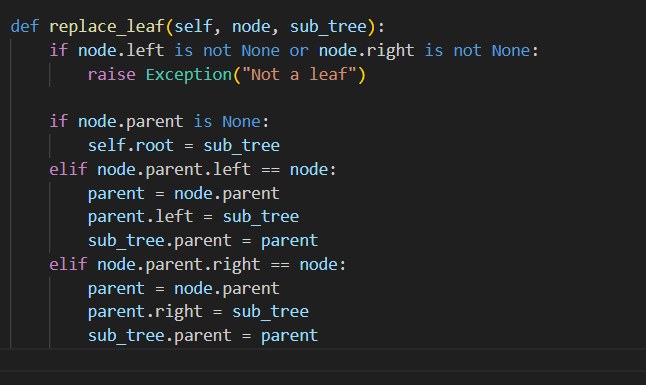 def replace_leaf(self, node, sub_tree):
    if node.left is not None or node.right is not None:
        raise Exception("Not a leaf")

    if node.parent is None:
        self.root = sub_tree
    elif node.parent.left == node:
        parent = node.parent
        parent.left = sub_tree
        sub_tree.parent = parent
    elif node.parent.right == node:
        parent = node.parent
        parent.right = sub_tree
        sub_tree.parent = parent